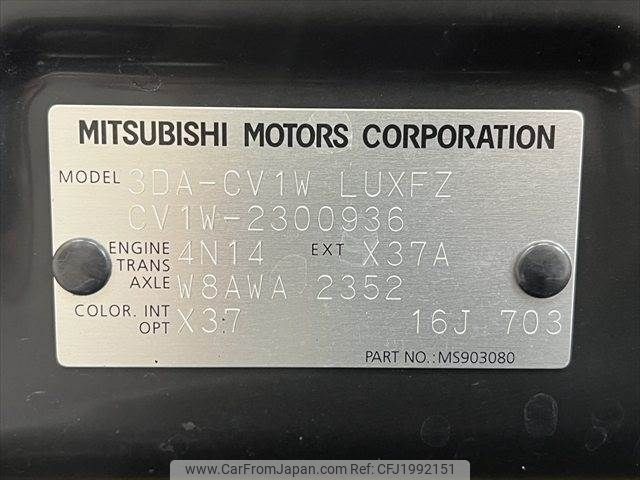 MITSUBISHI MOTORS CORPORATION
MODEL 3DA-CV1W LUXFZ
CV1W-2300936
ENGINE 4N14 EXT X37A
TRANS
AXLE W8AWA 2352
COLOR. INT X37 16J 703
OPT
PART NO.: MS903080
www.CarFromJapan.com - CFJ1992151